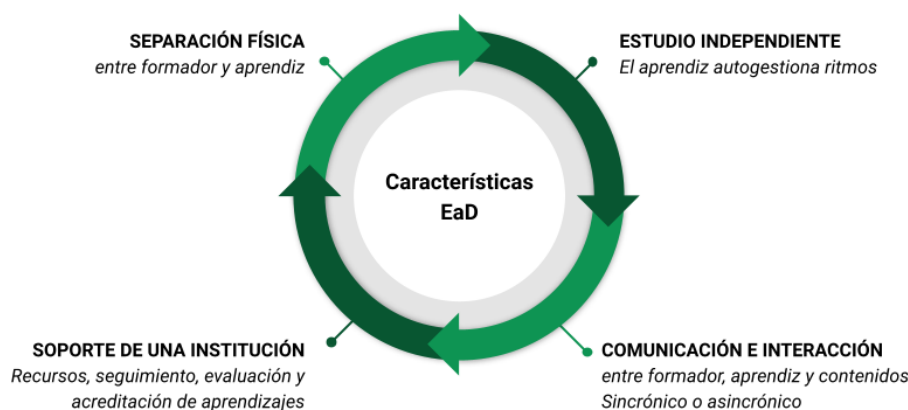 SEPARACIÓN FÍSICA
entre formador y aprendiz
ESTUDIO INDEPENDIENTE
El aprendiz autogestiona ritmos
Características
EaD
SOPORTE DE UNA INSTITUCIÓN
Recursos, seguimiento, evaluación y
acreditación de aprendizajes
COMUNICACIÓN E INTERACCIÓN
entre formador, aprendiz y contenidos
Sincrónico o asincrónico